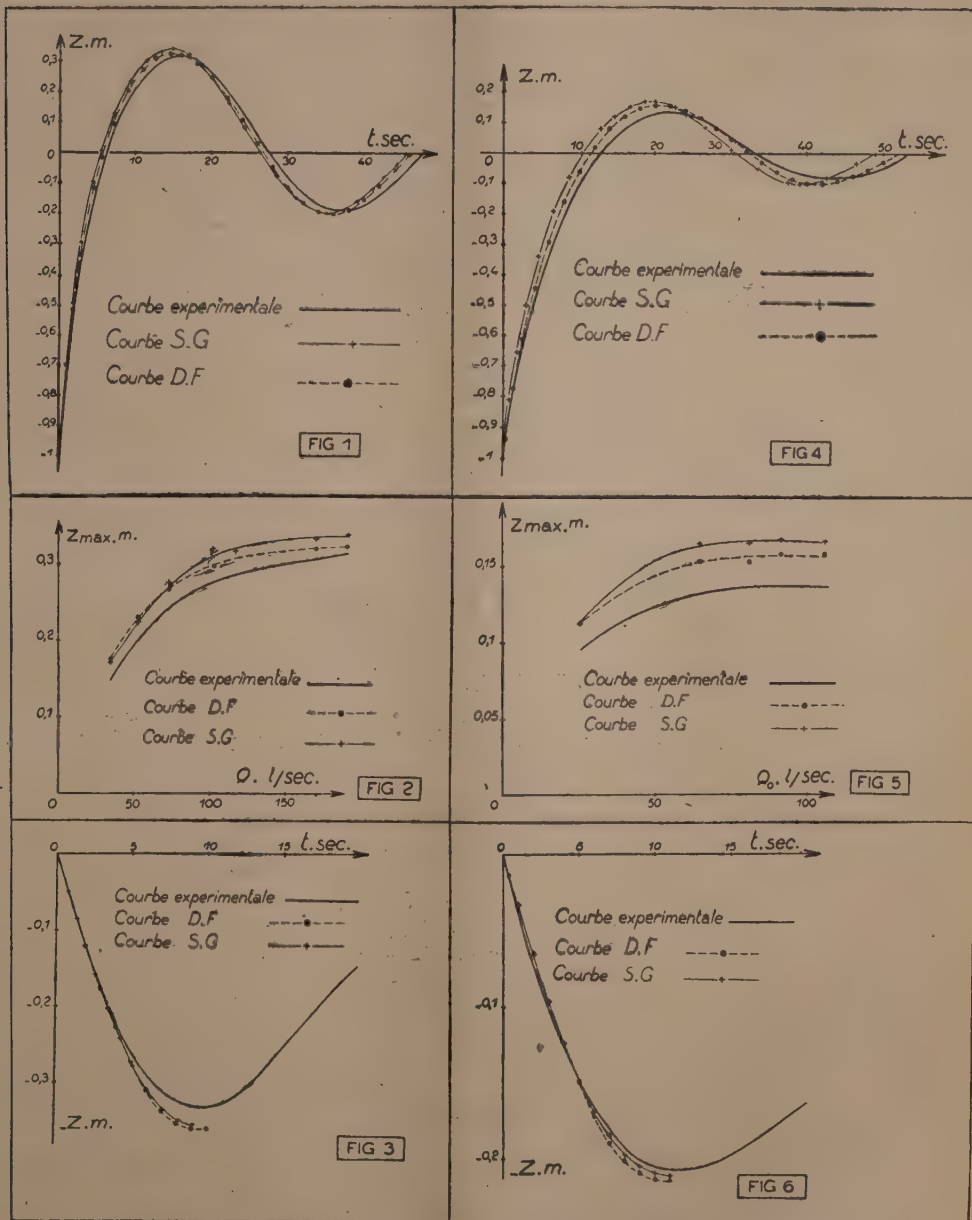 Z.m.
0,3
0,2
0,1
0
-0,1
-0,2
-0,3
-0,4
-0,5
-0,6
-0,7
-0,8
-0,9
-1
10 20 30 40
t.sec.
Courbe expérimentale
Courbe S.G
Courbe D.F
FIG 1
Z.m.
0,2
0,1
0
-0,1
-0,2
-0,3
-0,4
-0,5
-0,6
-0,7
-0,8
-0,9
-1
10 20 30 40 50
t.sec.
Courbe expérimentale
Courbe S.G
Courbe D.F
FIG 4
Zmax.m.
0,3
0,2
0,1
0
50 100 150
Q. l/sec.
Courbe expérimentale
Courbe D.F
Courbe S.G
FIG 2
Zmax.m.
0,15
0,1
0,05
0
50 100
Q₀. l/sec.
Courbe expérimentale
Courbe D.F
Courbe S.G
FIG 5
0 5 10 15
t.sec.
-0,1
-0,2
-0,3
-Z.m.
Courbe expérimentale
Courbe D.F
Courbe S.G
FIG 3
0 5 10 15
t.sec.
-0,1
-0,2
-Z.m.
Courbe expérimentale
Courbe D.F
Courbe S.G
FIG 6